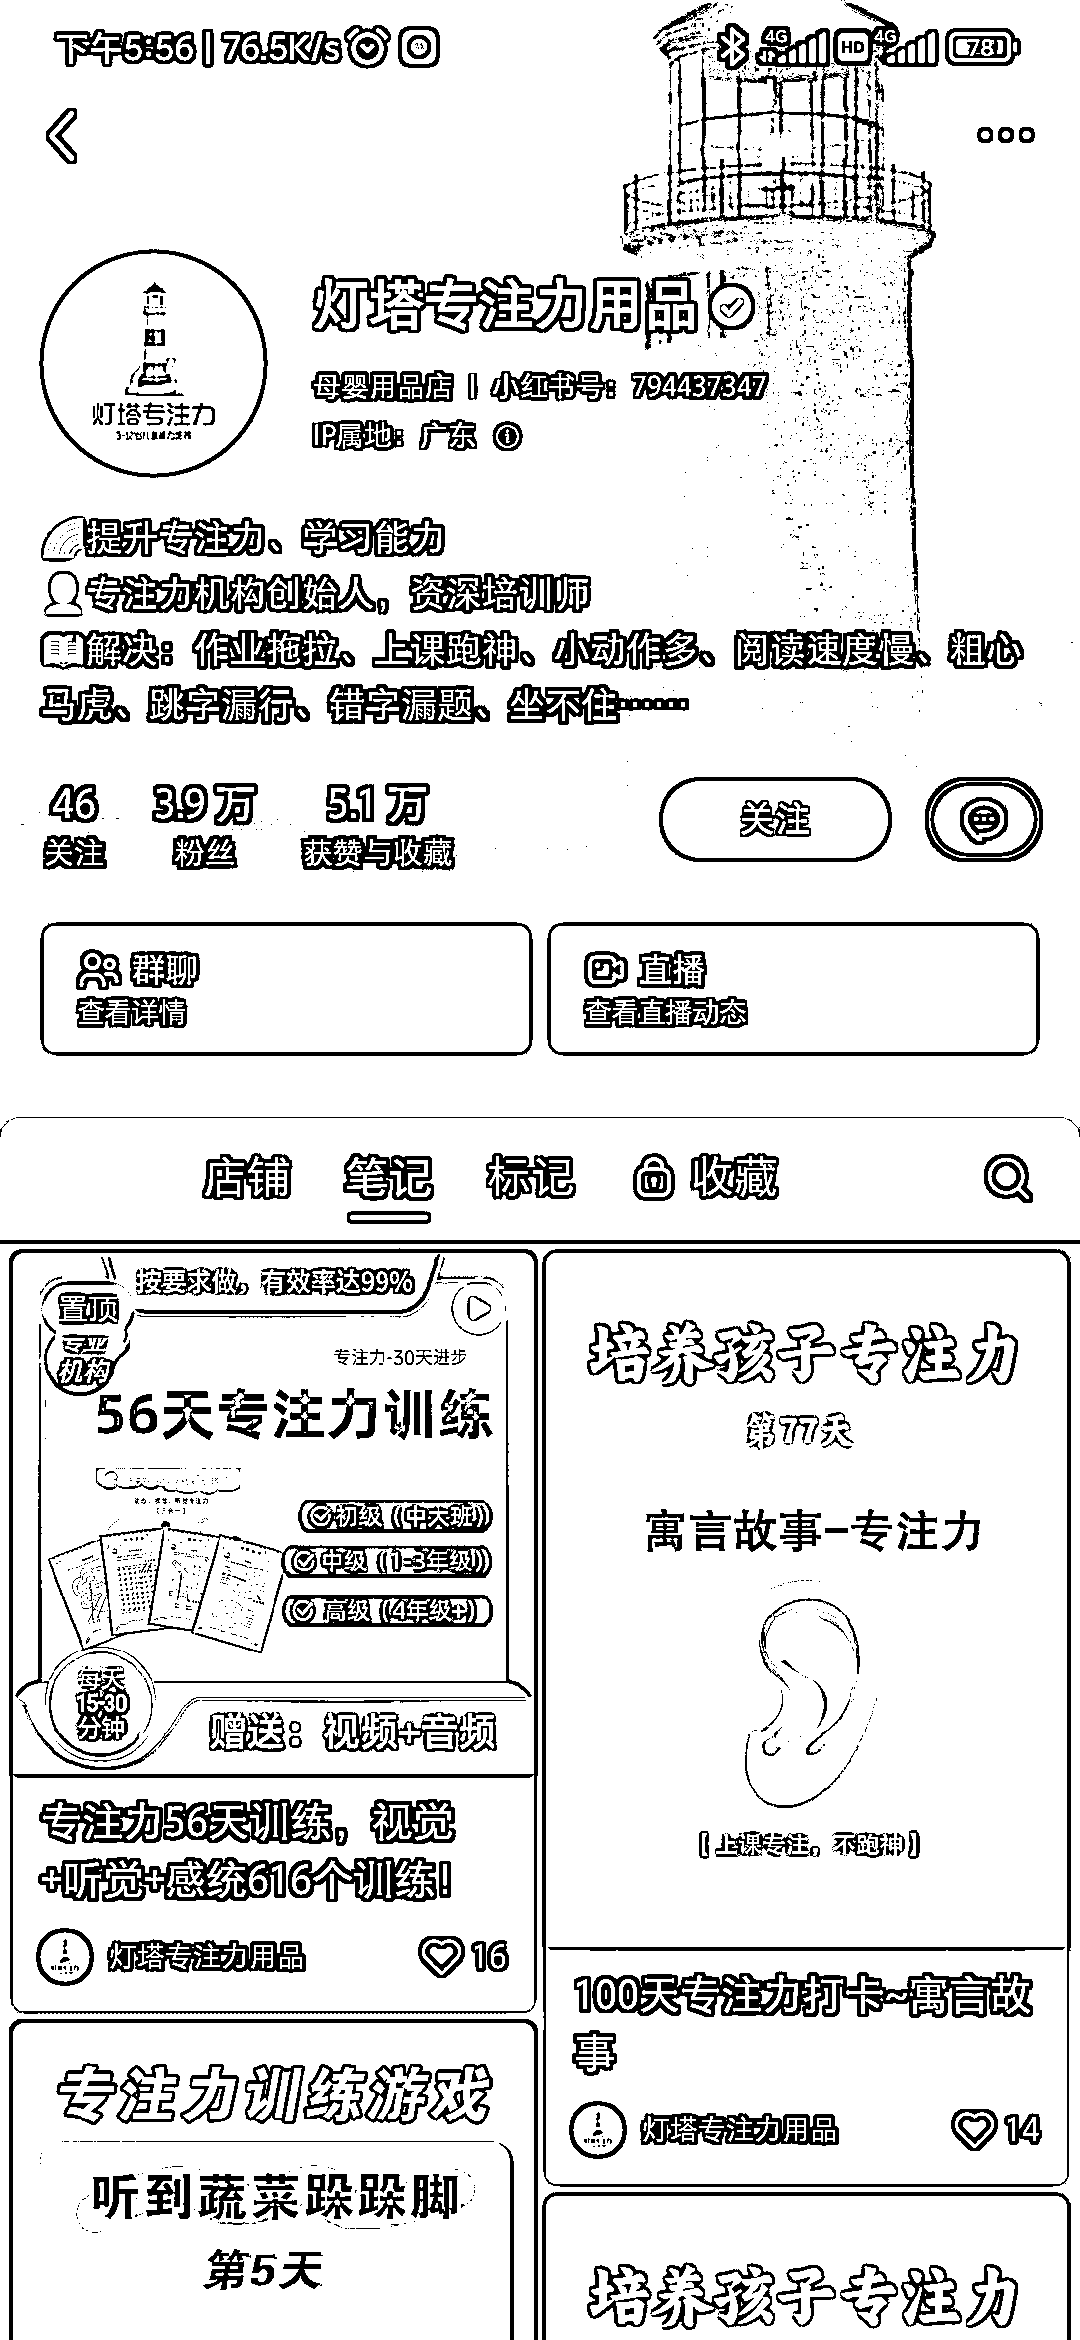 下午5:56 | 76.5K/s
4G HD 4G 78
灯塔专注力
灯塔专注力用品
母婴用品店 | 小红书号：794437347
IP属地：广东
提升专注力、学习能力
专注力机构创始人，资深培训师
解决：作业拖拉、上课跑神、小动作多、阅读速度慢、粗心
马虎、跳字漏行、错字漏题、坐不住……
46 3.9万 5.1万
关注 粉丝 获赞与收藏
关注
群聊
查看详情
直播
查看直播动态
店铺 笔记 标记 收藏
按要求做，有效率达99%
置顶
专业
机构
专注力-30天进步
56天专注力训练
初级（中大班）
中级（1-3年级）
高级（4年级+）
每天
15-30
分钟
赠送：视频+音频
专注力56天训练，视觉
+听觉+感统616个训练！
灯塔专注力用品 16
培养孩子专注力
第77天
寓言故事-专注力
[ 上课专注，不跑神 ]
100天专注力打卡~寓言故
事
灯塔专注力用品 14
专注力训练游戏
听到蔬菜跺跺脚
第5天
培养孩子专注力